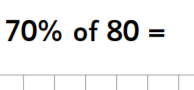 70% of 80 =